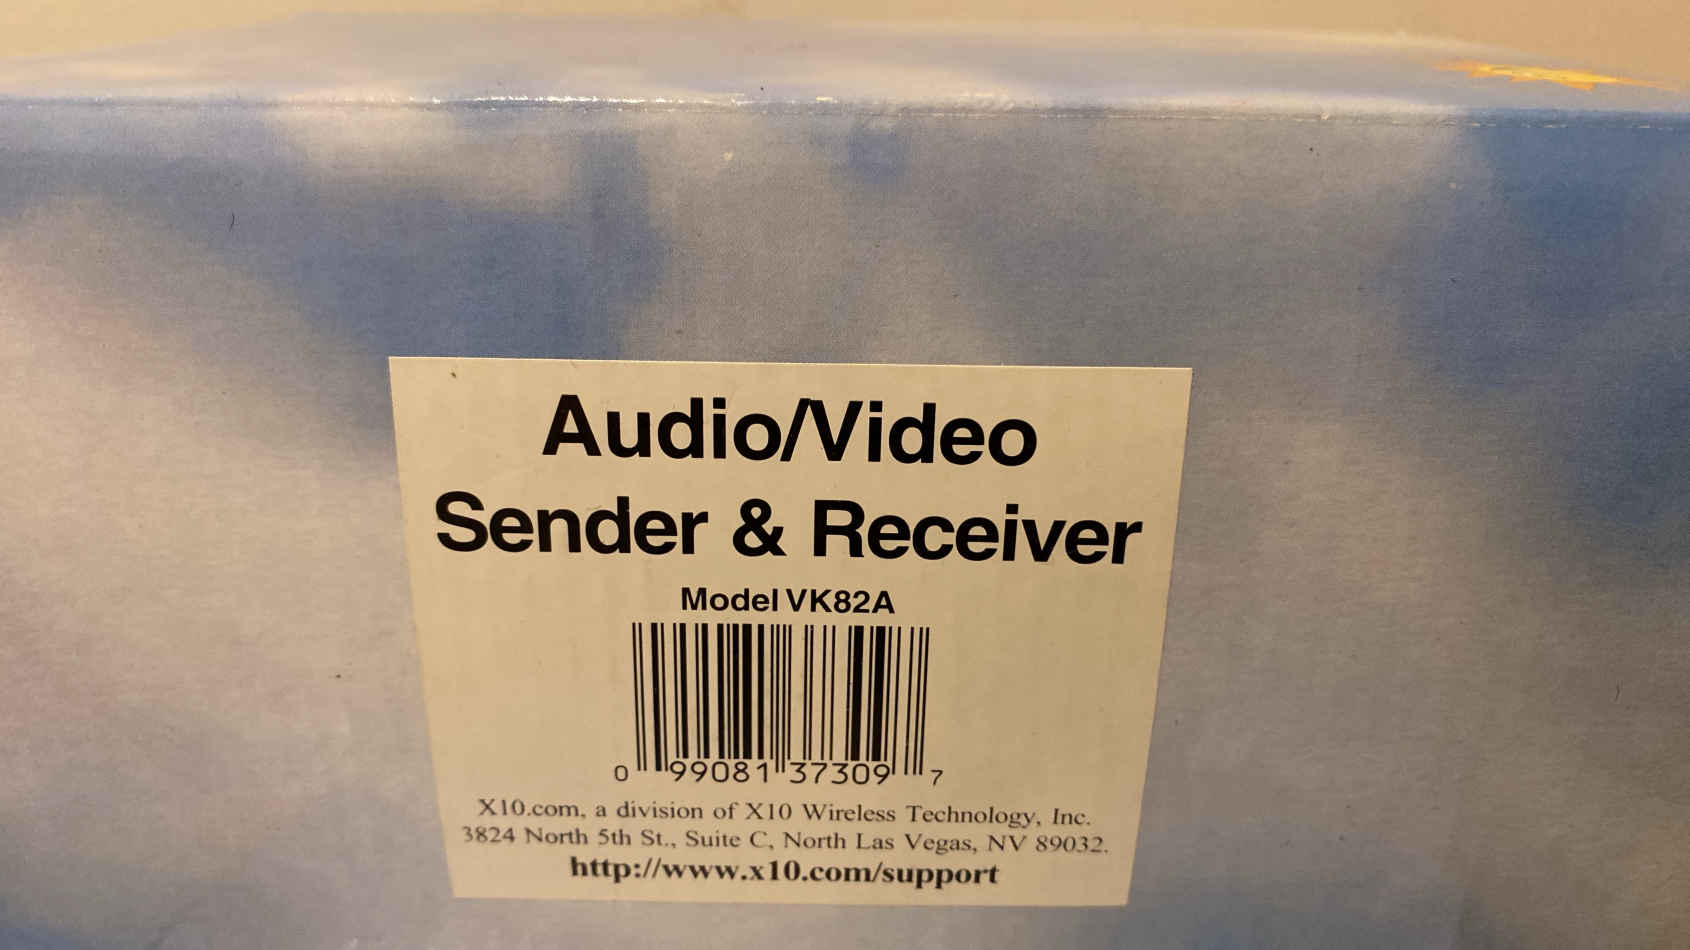 Audio/Video
Sender & Receiver
Model VK82A
0 99081 37309 7
X10.com, a division of X10 Wireless Technology, Inc.
3824 North 5th St., Suite C, North Las Vegas, NV 89032.
http://www.x10.com/support